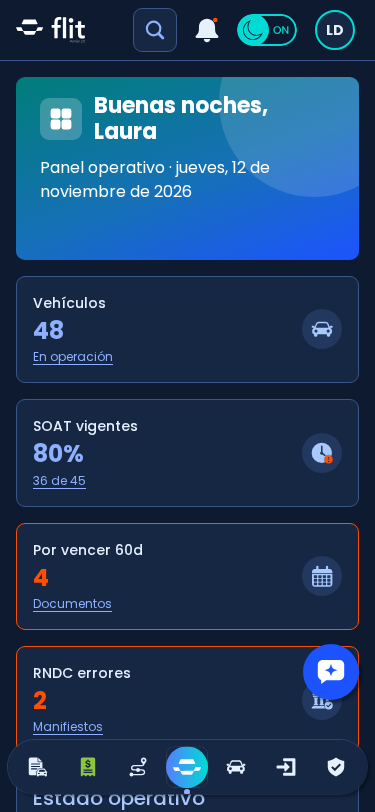 flit
ON
LD
Buenas noches,
Laura
Panel operativo · jueves, 12 de
noviembre de 2026
Vehículos
48
En operación
SOAT vigentes
80%
36 de 45
Por vencer 60d
4
Documentos
RNDC errores
2
Manifiestos
Estado operativo